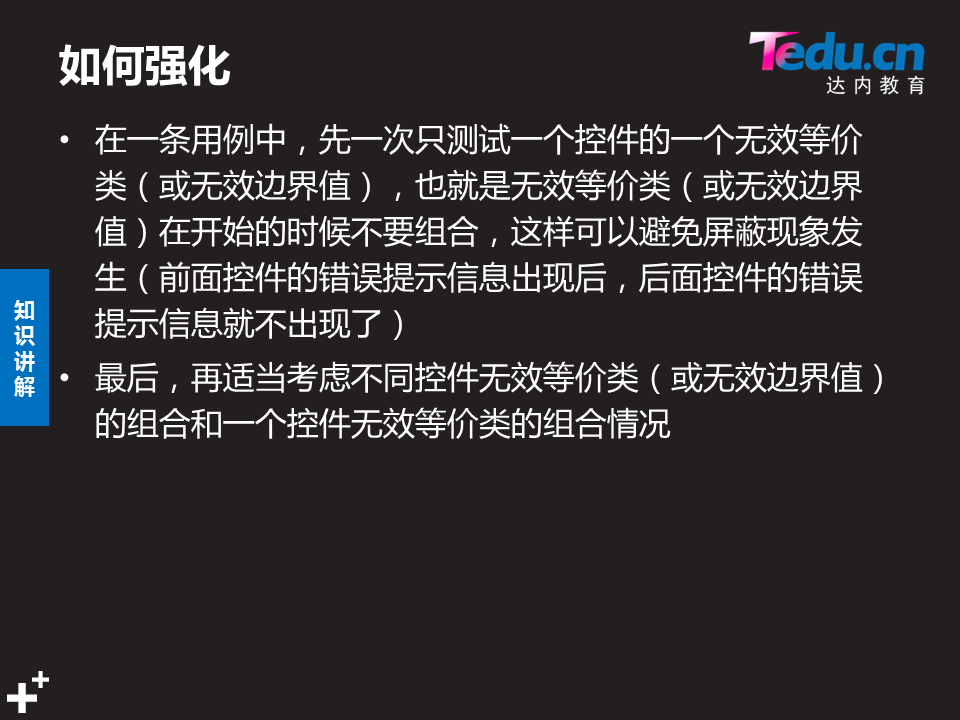 如何强化
Tedu.cn
达内教育
• 在一条用例中，先一次只测试一个控件的一个无效等价
类（或无效边界值），也就是无效等价类（或无效边界
值）在开始的时候不要组合，这样可以避免屏蔽现象发
生（前面控件的错误提示信息出现后，后面控件的错误
提示信息就不出现了）
• 最后，再适当考虑不同控件无效等价类（或无效边界值）
的组合和一个控件无效等价类的组合情况
知
识
讲
解